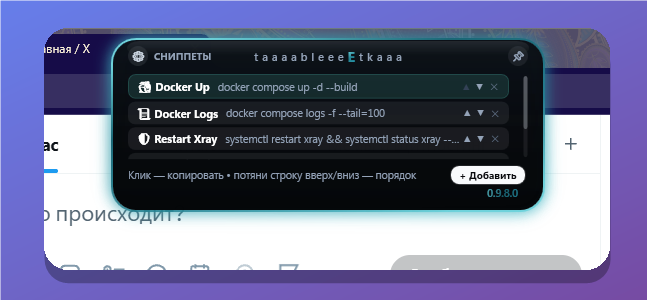 вная / X
СНИППЕТЫ
taaaableeeEtkaaa
Docker Up docker compose up -d --build
Docker Logs docker compose logs -f --tail=100
Restart Xray systemctl restart xray && systemctl status xray --...
ас
Клик — копировать • потяни строку вверх/вниз — порядок
+ Добавить
0.9.8.0
о происходит?